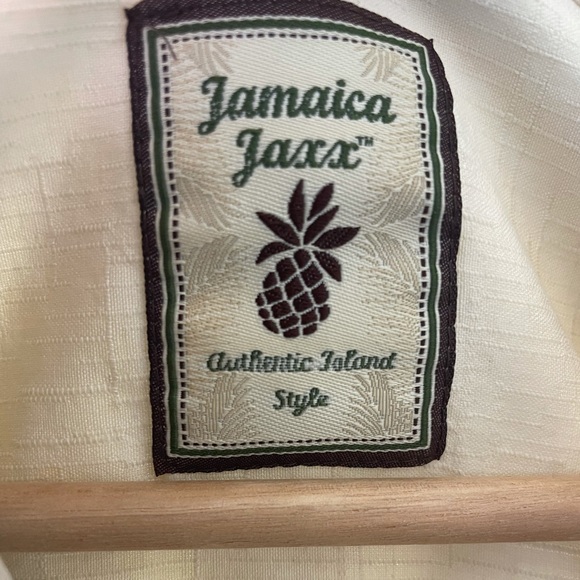 Jamaica
Jaxx™
Authentic Island
Style